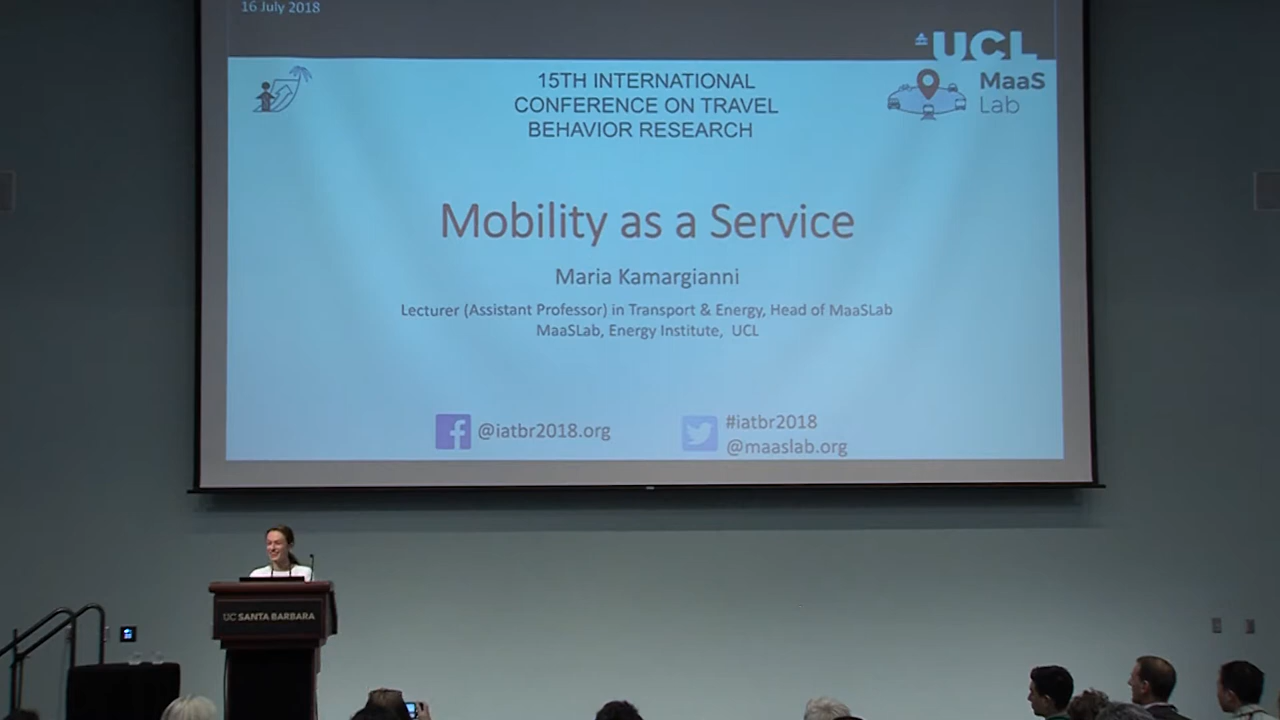 16 July 2018
UCL
15TH INTERNATIONAL
CONFERENCE ON TRAVEL
BEHAVIOR RESEARCH
MaaS
Lab
Mobility as a Service
Maria Kamargianni
Lecturer (Assistant Professor) in Transport & Energy, Head of MaaSLab
MaaSLab, Energy Institute, UCL
@iatbr2018.org
#iatbr2018
@maaslab.org
UC SANTA BARBARA